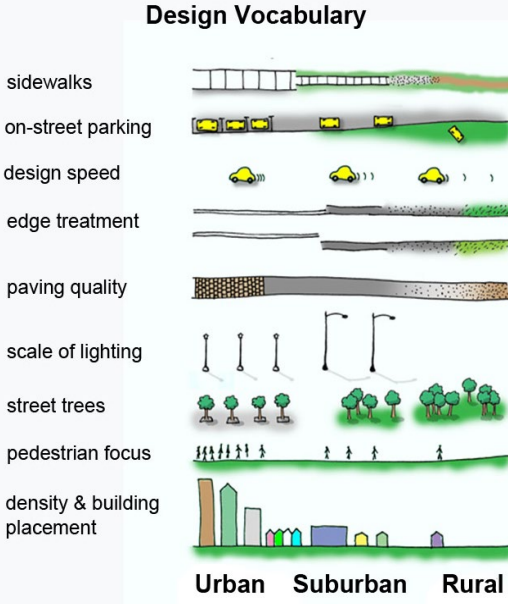 Design Vocabulary
sidewalks
on-street parking
design speed
edge treatment
paving quality
scale of lighting
street trees
pedestrian focus
density & building
placement
Urban Suburban Rural